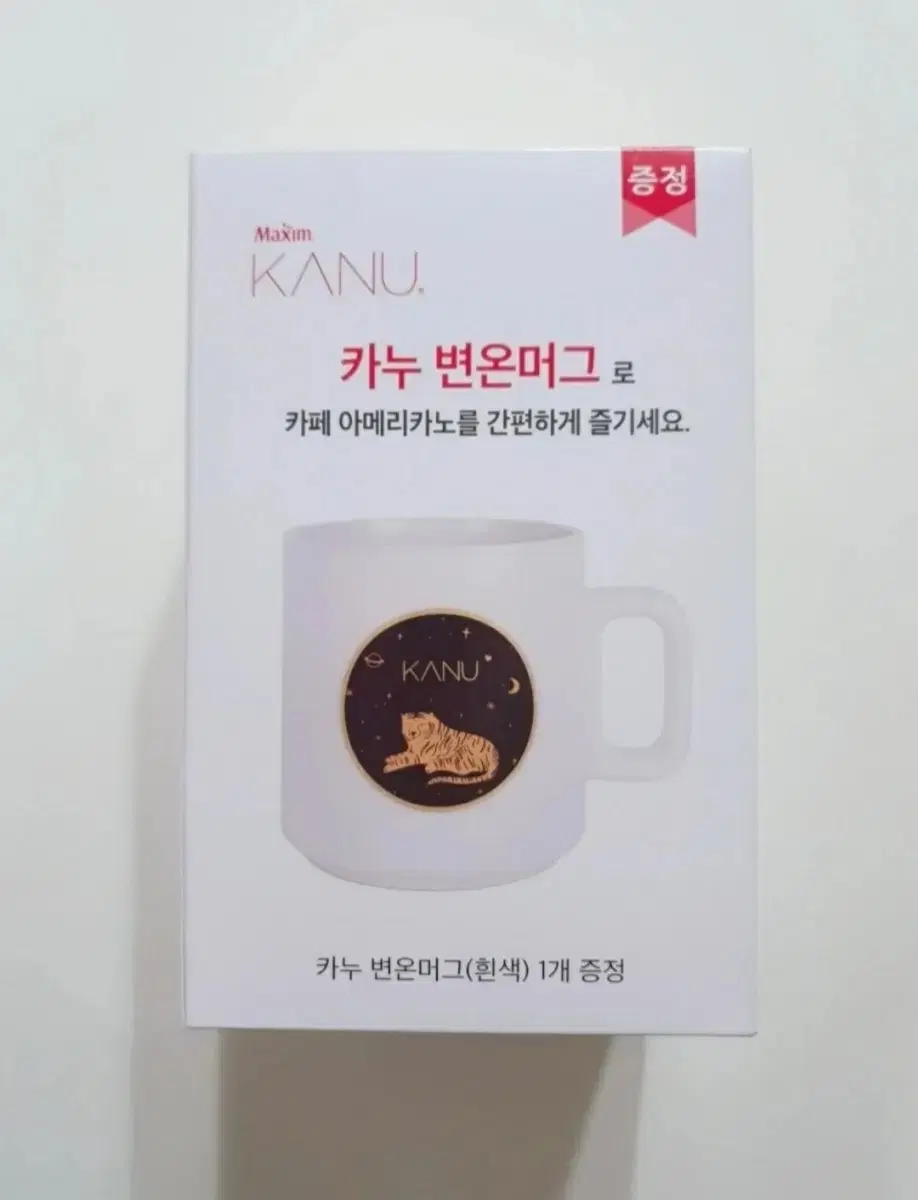 증정
Maxim
KANU
카누 변온머그 로
카페 아메리카노를 간편하게 즐기세요.
KANU
카누 변온머그(흰색) 1개 증정